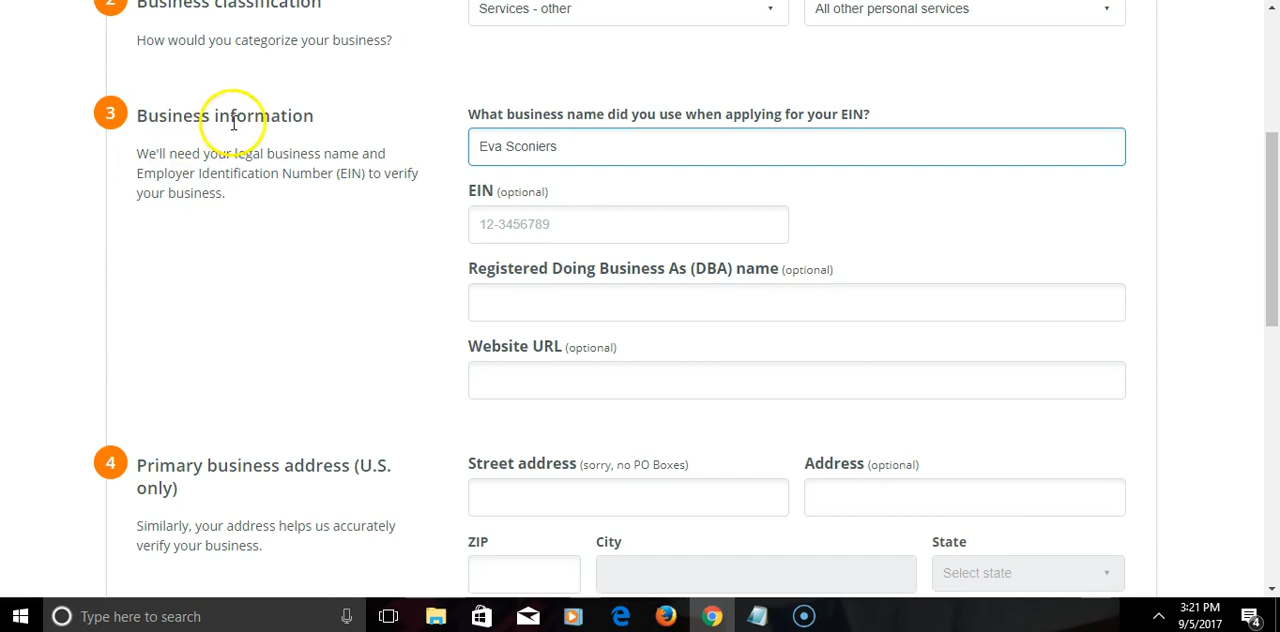 2 Business classification
Services - other
All other personal services
How would you categorize your business?
3 Business information
What business name did you use when applying for your EIN?
We'll need your legal business name and
Employer Identification Number (EIN) to verify
your business.
Eva Sconiers
EIN (optional)
12-3456789
Registered Doing Business As (DBA) name (optional)
Website URL (optional)
4 Primary business address (U.S.
only)
Street address (sorry, no PO Boxes)
Address (optional)
Similarly, your address helps us accurately
verify your business.
ZIP
City
State
Select state
Type here to search
3:21 PM
9/5/2017
4